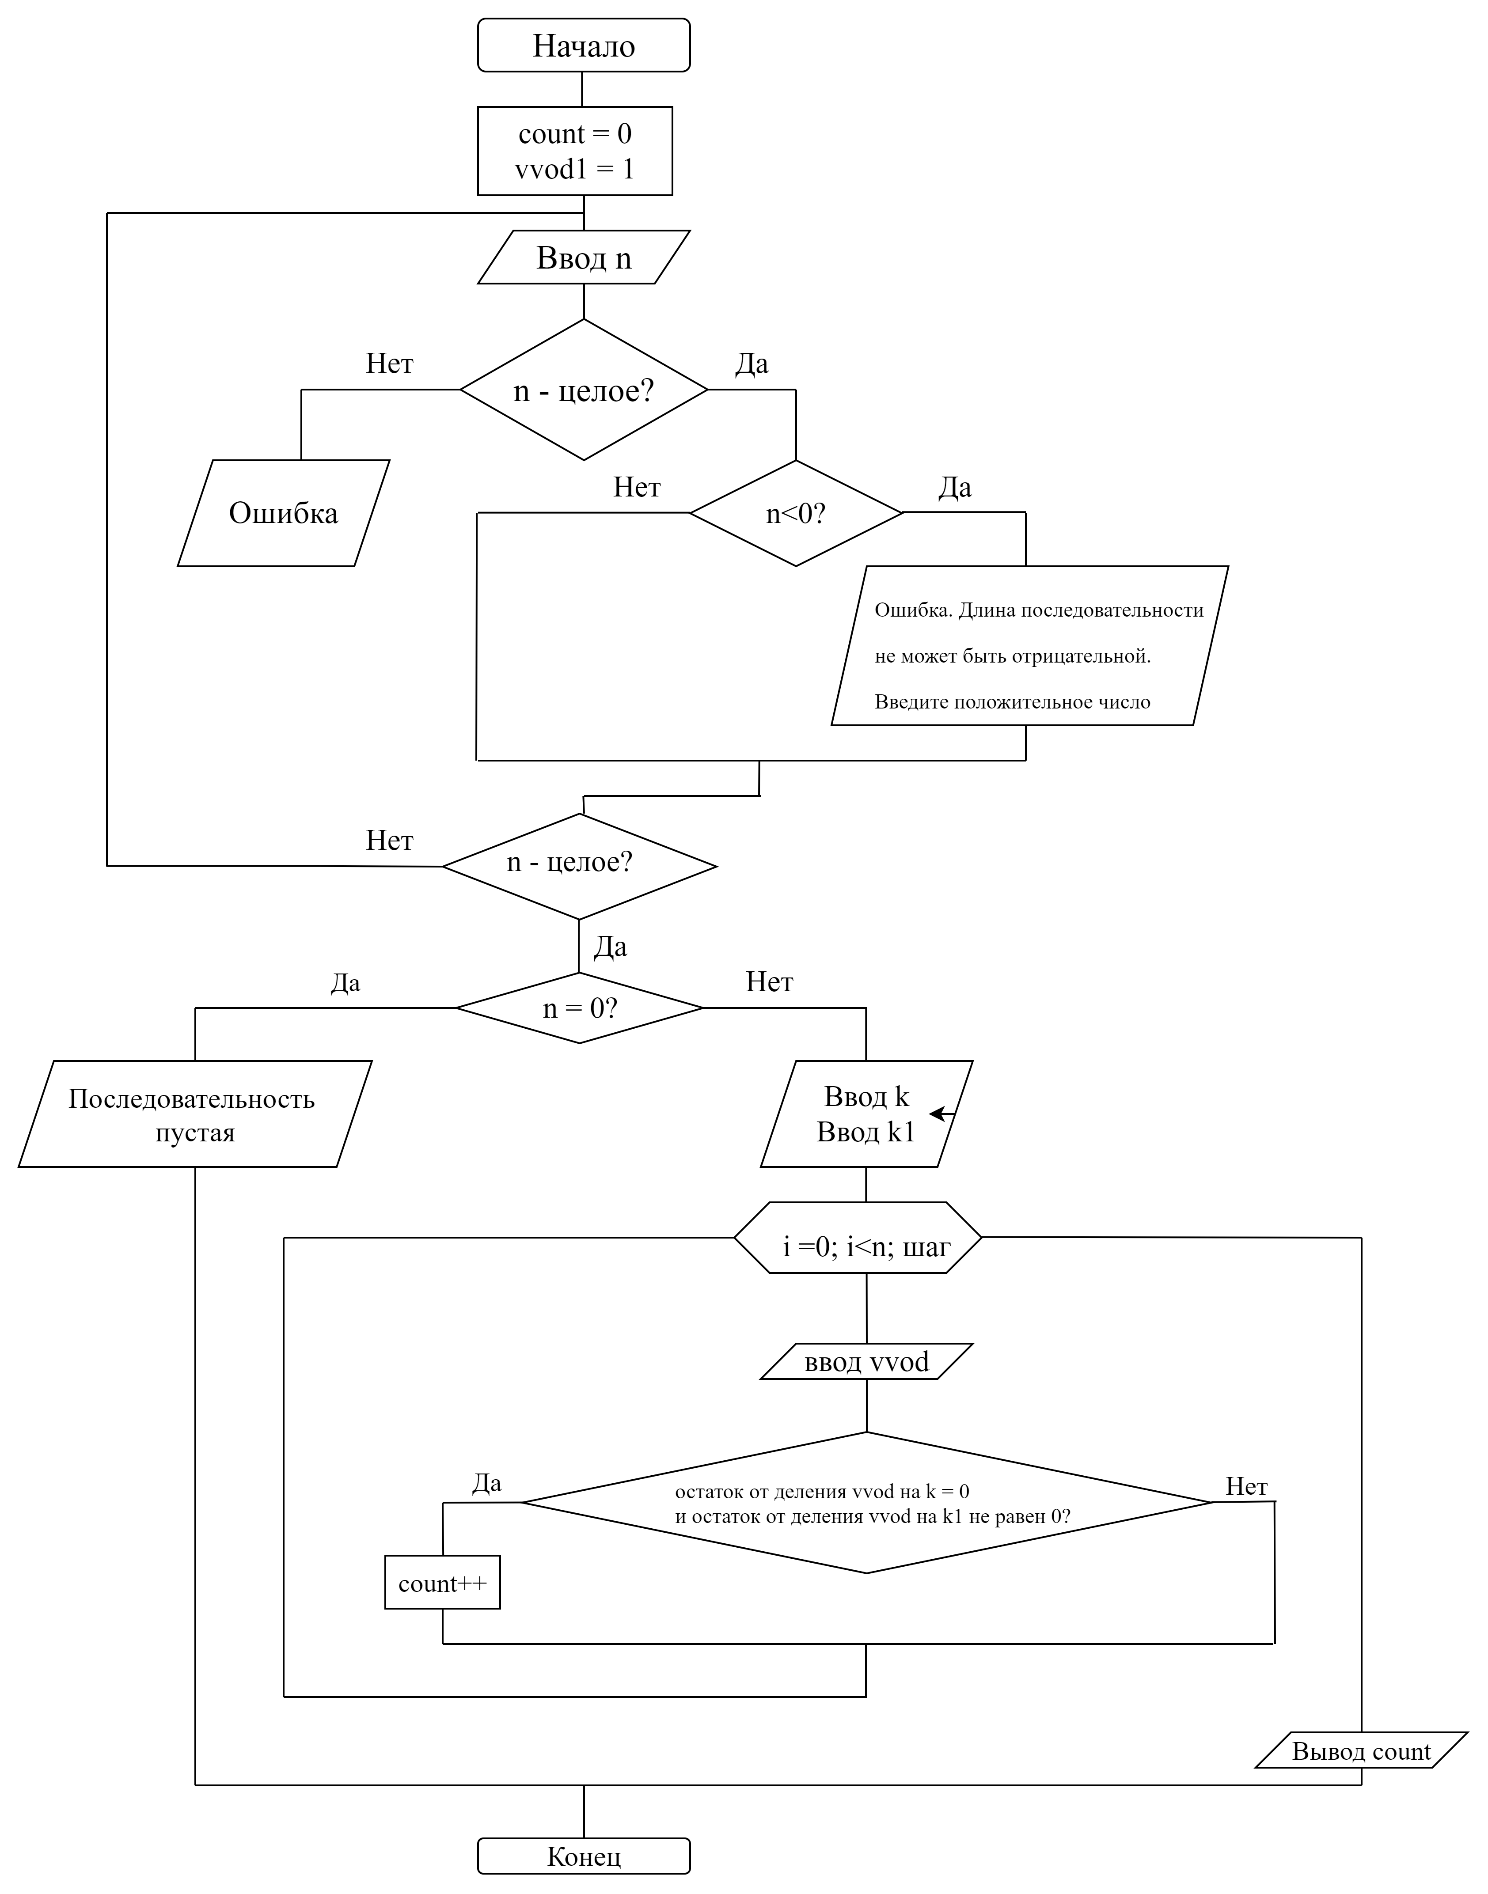 Начало
count = 0
vvod1 = 1
Ввод n
Нет
Да
n - целое?
Нет
Да
Ошибка
n<0?
Ошибка. Длина последовательности
не может быть отрицательной.
Введите положительное число
Нет
n - целое?
Да
Да
Нет
n = 0?
Последовательность
пустая
Ввод k
Ввод k1
i =0; i<n; шаг
ввод vvod
Да
Нет
остаток от деления vvod на k = 0
и остаток от деления vvod на k1 не равен 0?
count++
Вывод count
Конец